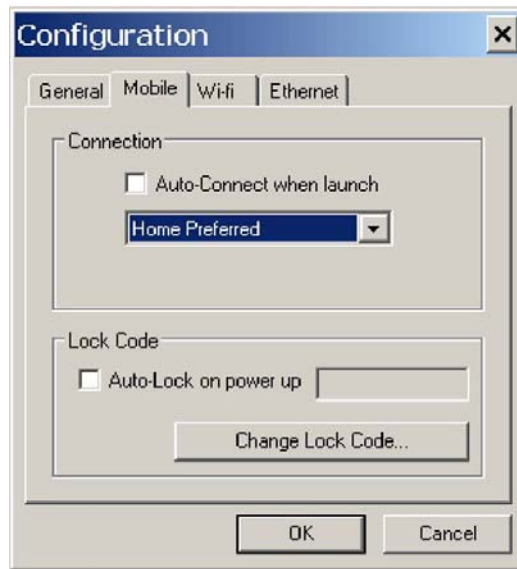 Configuration
General Mobile Wi-fi Ethernet
Connection
Auto-Connect when launch
Home Preferred
Lock Code
Auto-Lock on power up
Change Lock Code...
OK Cancel